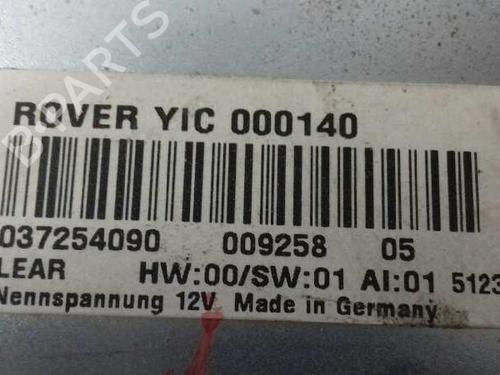 ROVER YIC 000140
037254090 009258 05
LEAR HW:00/SW:01 AI:01 5123
Nennspannung 12V Made in Germany
B-PARTS